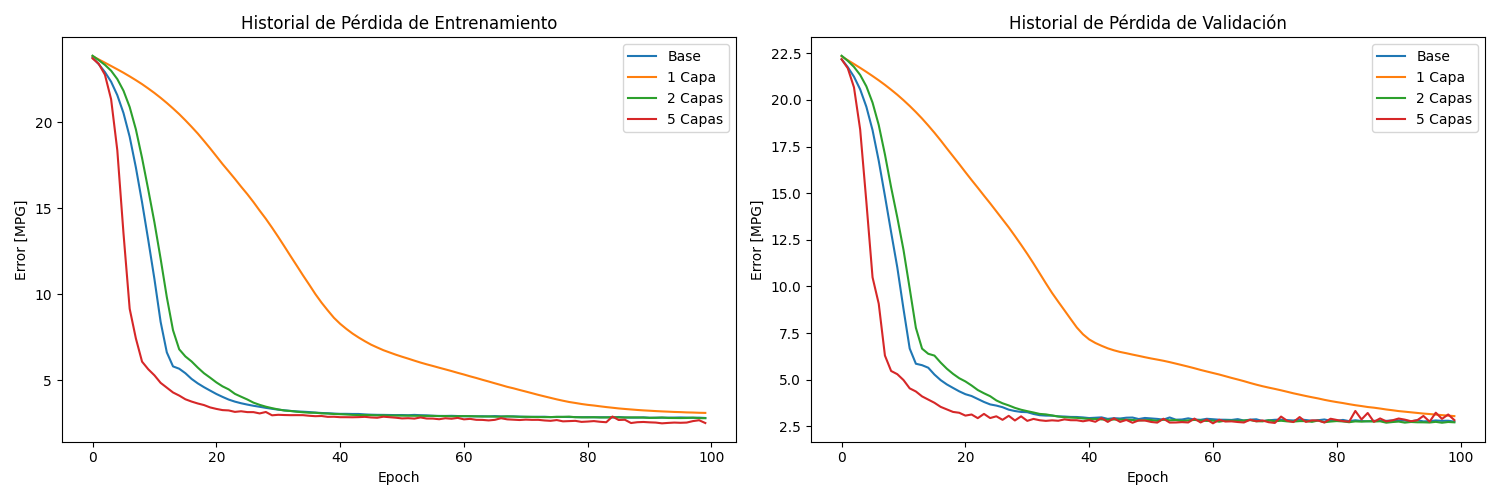 Historial de Pérdida de Entrenamiento
Error [MPG]
20
15
10
5
0
20
40
60
80
100
Epoch
Base
1 Capa
2 Capas
5 Capas
Historial de Pérdida de Validación
Error [MPG]
22.5
20.0
17.5
15.0
12.5
10.0
7.5
5.0
2.5
0
20
40
60
80
100
Epoch
Base
1 Capa
2 Capas
5 Capas